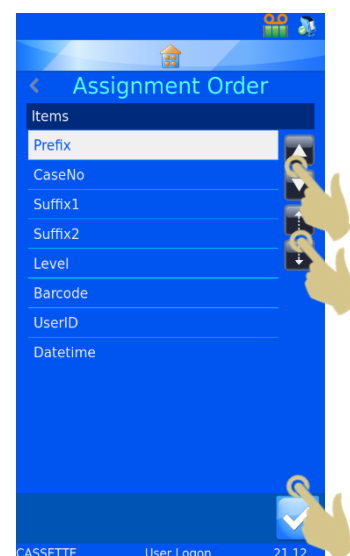 Assignment Order
Items
Prefix
CaseNo
Suffix1
Suffix2
Level
Barcode
UserID
Datetime
CASSETTE User Logon 21.12